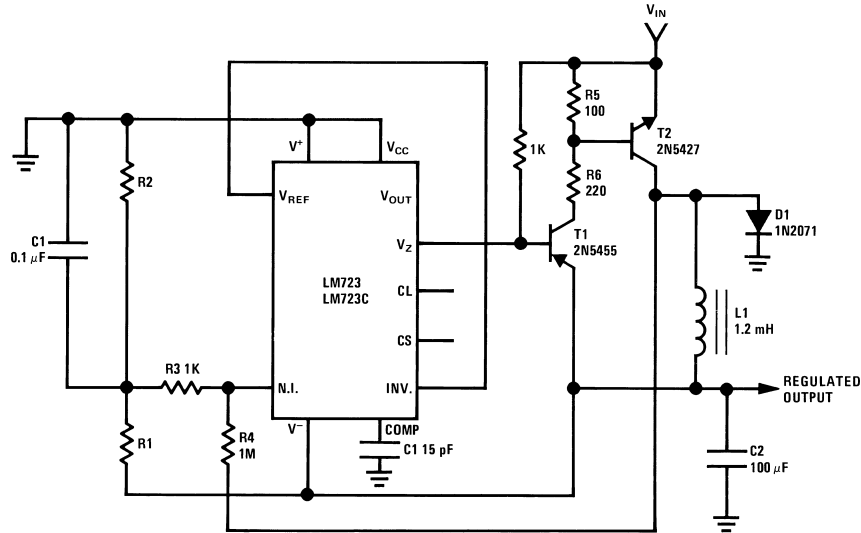 V_IN
R5
100
T2
2N5427
1K
V+
V_CC
R2
R6
220
V_REF
V_OUT
D1
1N2071
T1
2N5455
V_Z
C1
0.1 μF
LM723
LM723C
CL
L1
1.2 mH
CS
R3 1K
N.I.
INV.
REGULATED
OUTPUT
R1
R4
1M
V−
COMP
C1 15 pF
C2
100 μF